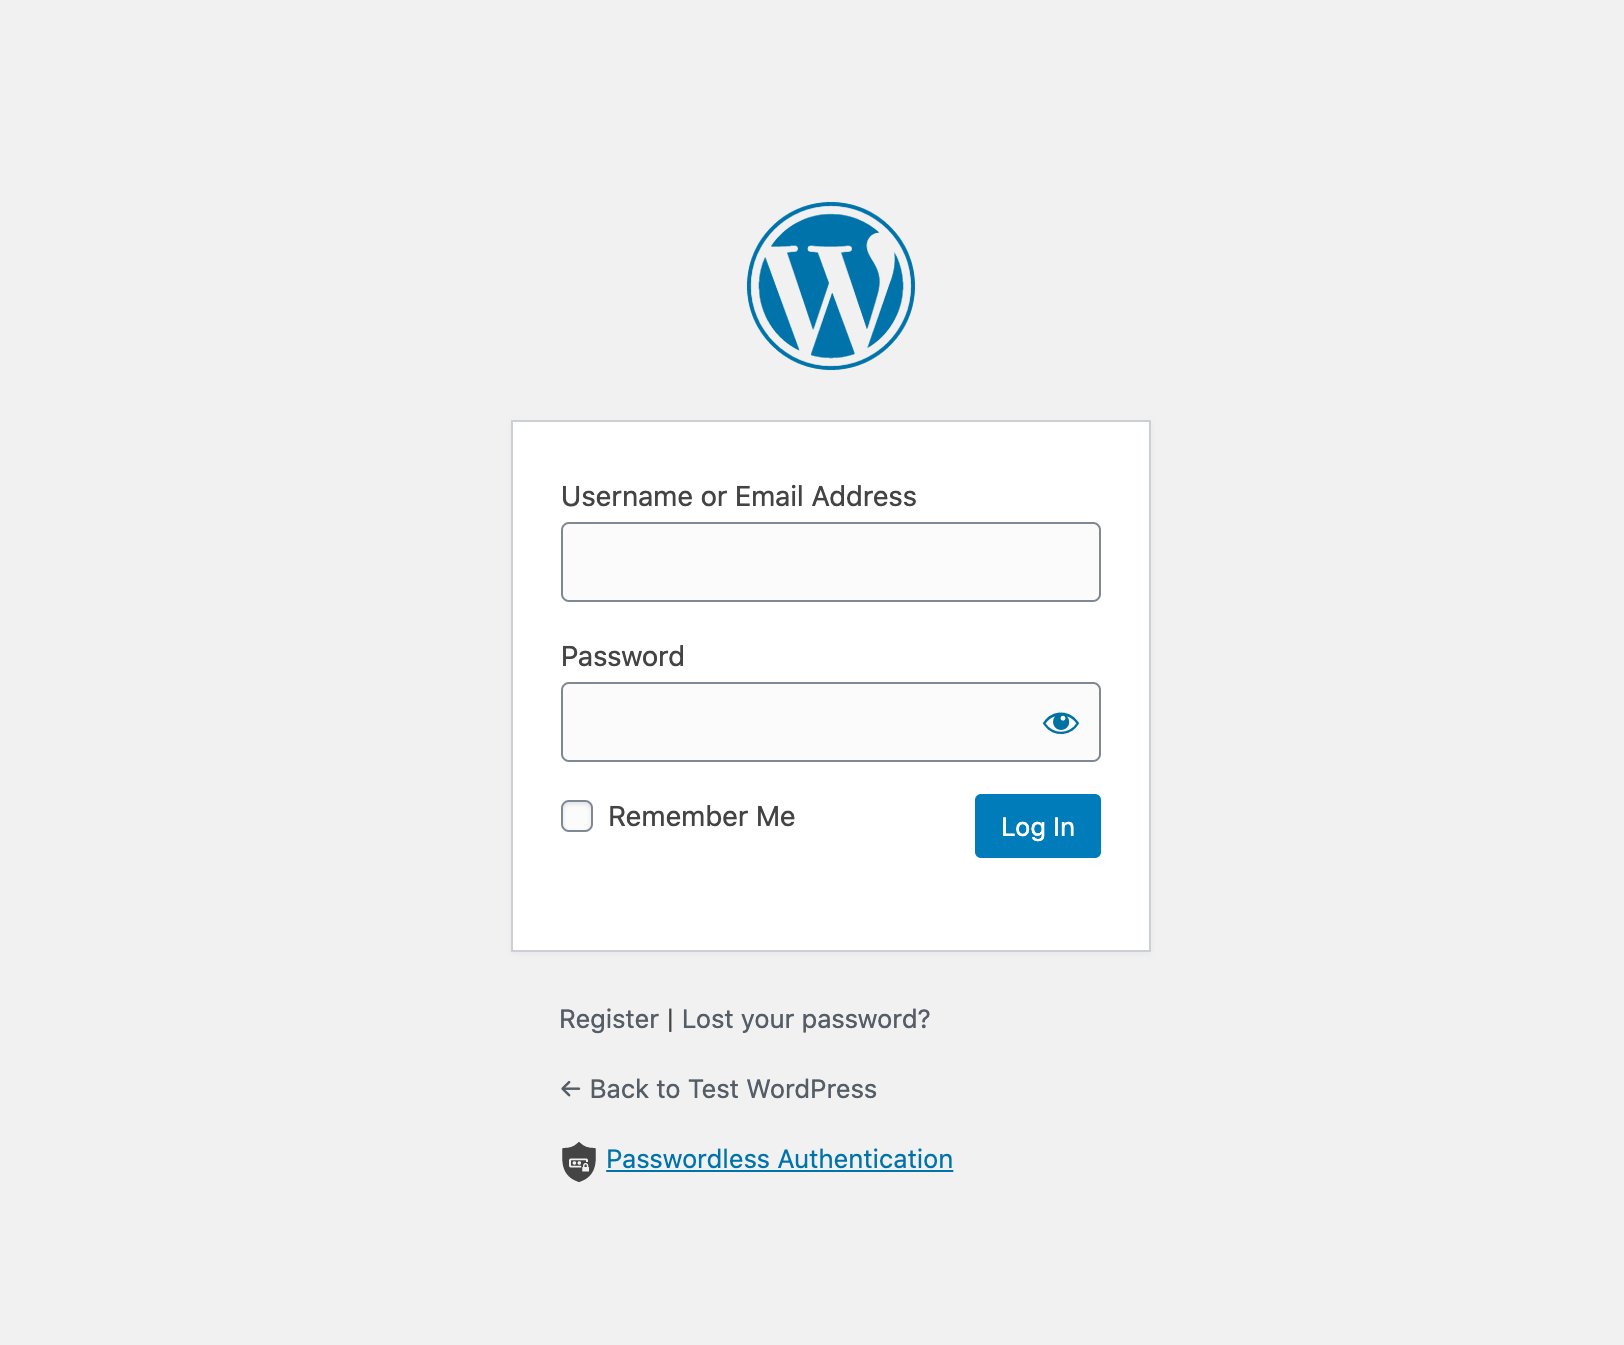 Username or Email Address
Password
Remember Me
Log In
Register | Lost your password?
← Back to Test WordPress
Passwordless Authentication